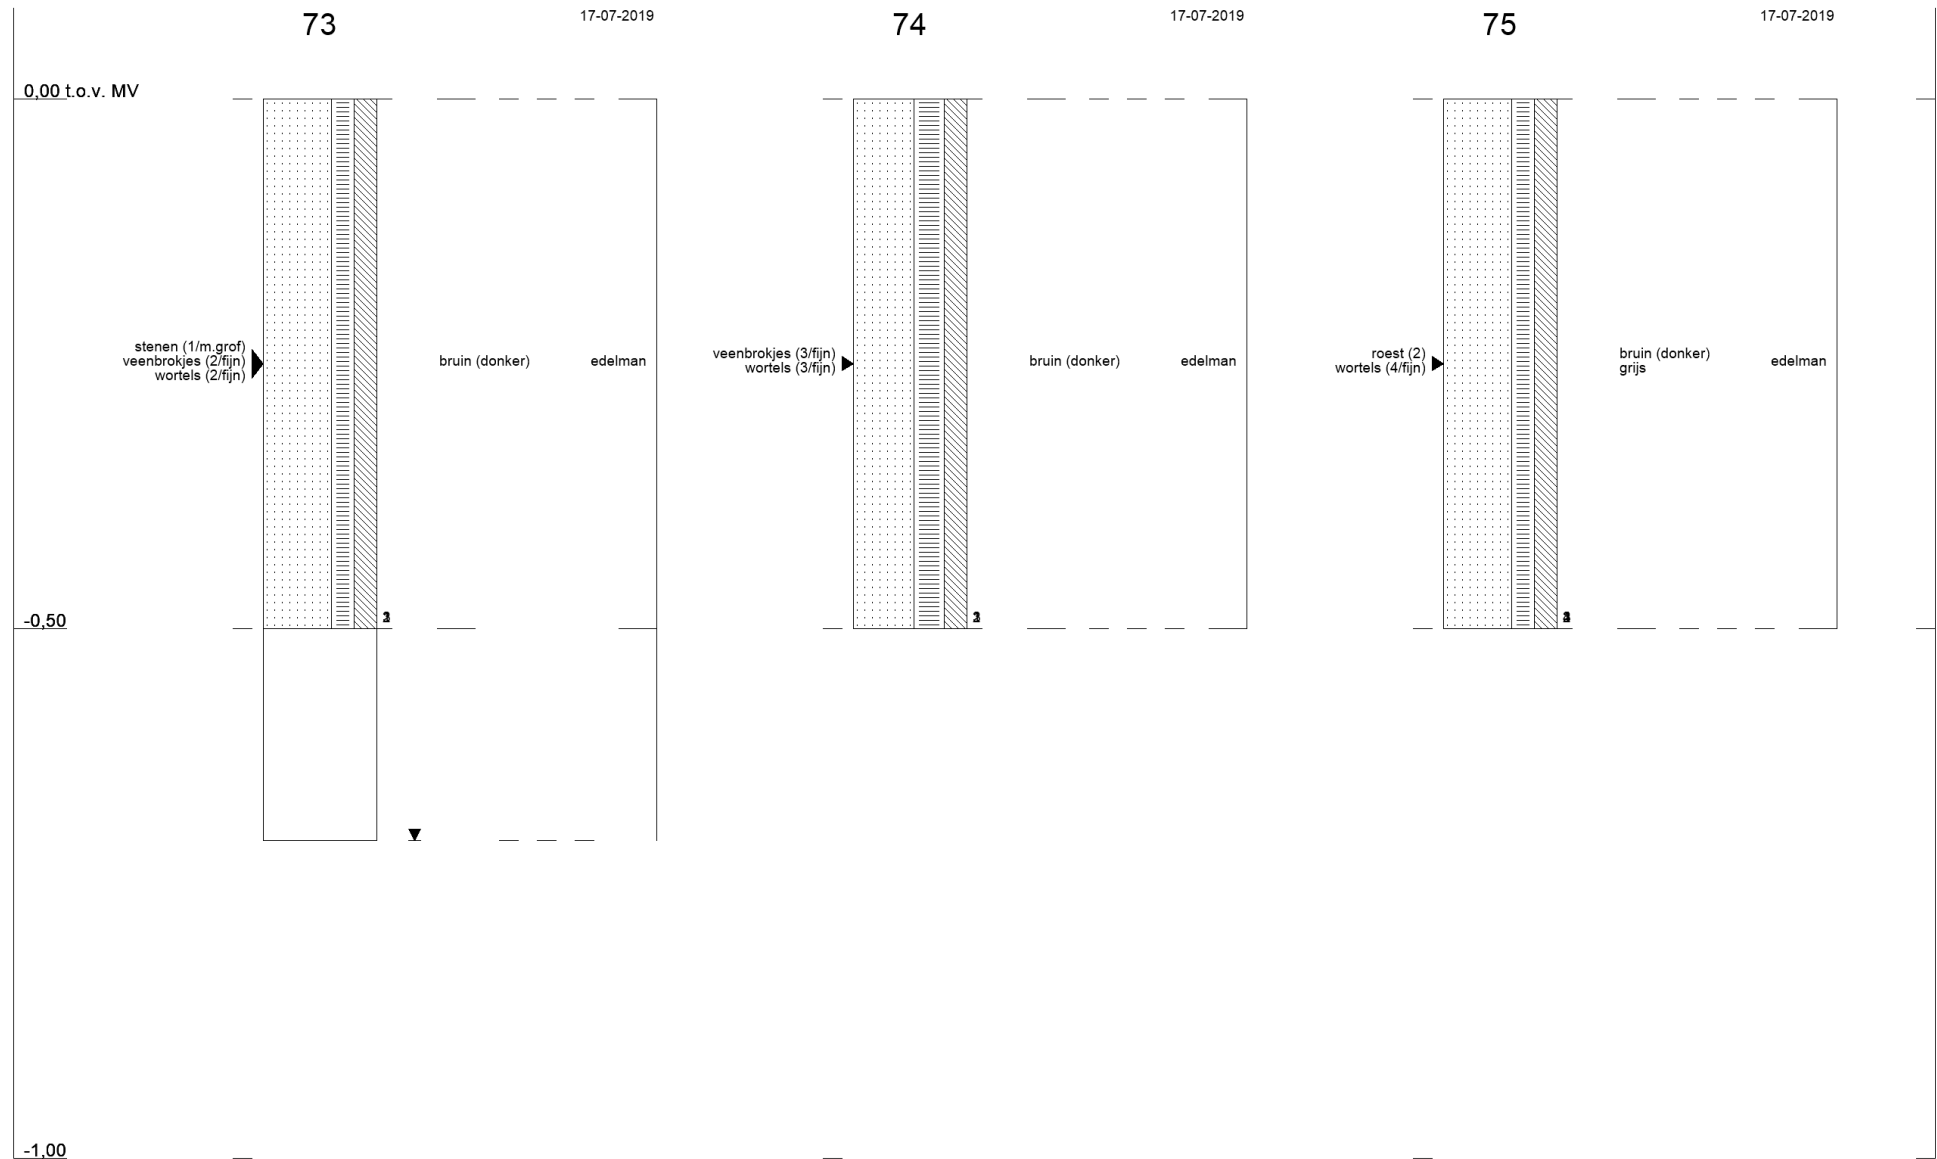 73
17-07-2019
74
17-07-2019
75
17-07-2019
0,00 t.o.v. MV
stenen (1/m.grof)
veenbrokjes (2/fijn)
wortels (2/fijn)
bruin (donker)
edelman
veenbrokjes (3/fijn)
wortels (3/fijn)
bruin (donker)
edelman
roest (2)
wortels (4/fijn)
bruin (donker)
grijs
edelman
-0,50
-1,00